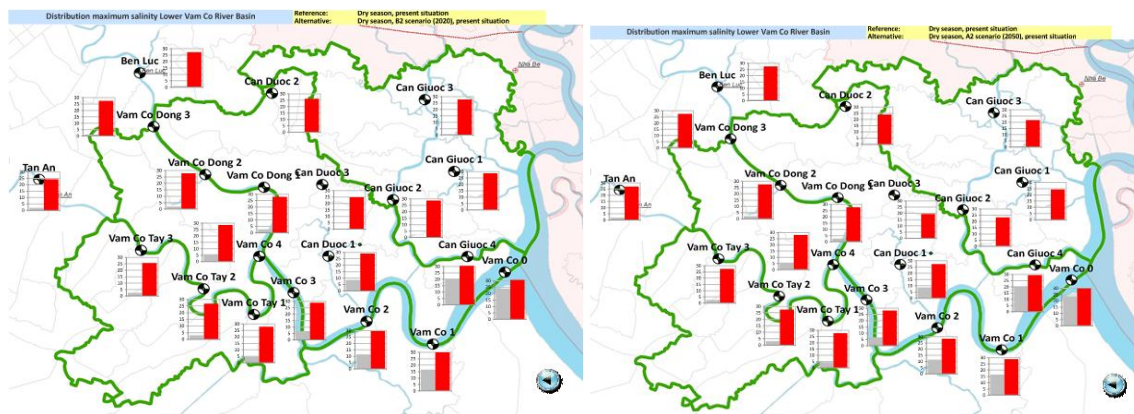 Distribution maximum salinity Lower Vam Co River Basin
Reference: Dry season, present situation
Alternative: Dry season, B2 scenario (2020), present situation
Ben Luc
Can Duoc 2
Nhà Be
Can Giuoc 3
Vam Co Dong 3
Tan An
Vam Co Dong 2
Vam Co Dong 1
Can Duoc 3
Can Giuoc 1
Can Giuoc 2
Vam Co Tay 3
Vam Co 4
Can Duoc 1
Can Giuoc 4
Vam Co 0
Vam Co Tay 2
Vam Co 3
Vam Co Tay 1
Vam Co 2
Vam Co 1
Distribution maximum salinity Lower Vam Co River Basin
Reference: Dry season, present situation
Alternative: Dry season, A2 scenario (2050), present situation
Ben Luc
Nhà Be
Can Duoc 2
Can Giuoc 3
Vam Co Dong 3
Tan An
Vam Co Dong 2
Vam Co Dong 1
Can Duoc 3
Can Giuoc 1
Can Giuoc 2
Vam Co Tay 3
Vam Co 4
Can Duoc 1
Can Giuoc 4
Vam Co 0
Vam Co Tay 2
Vam Co 3
Vam Co Tay 1
Vam Co 2
Vam Co 1